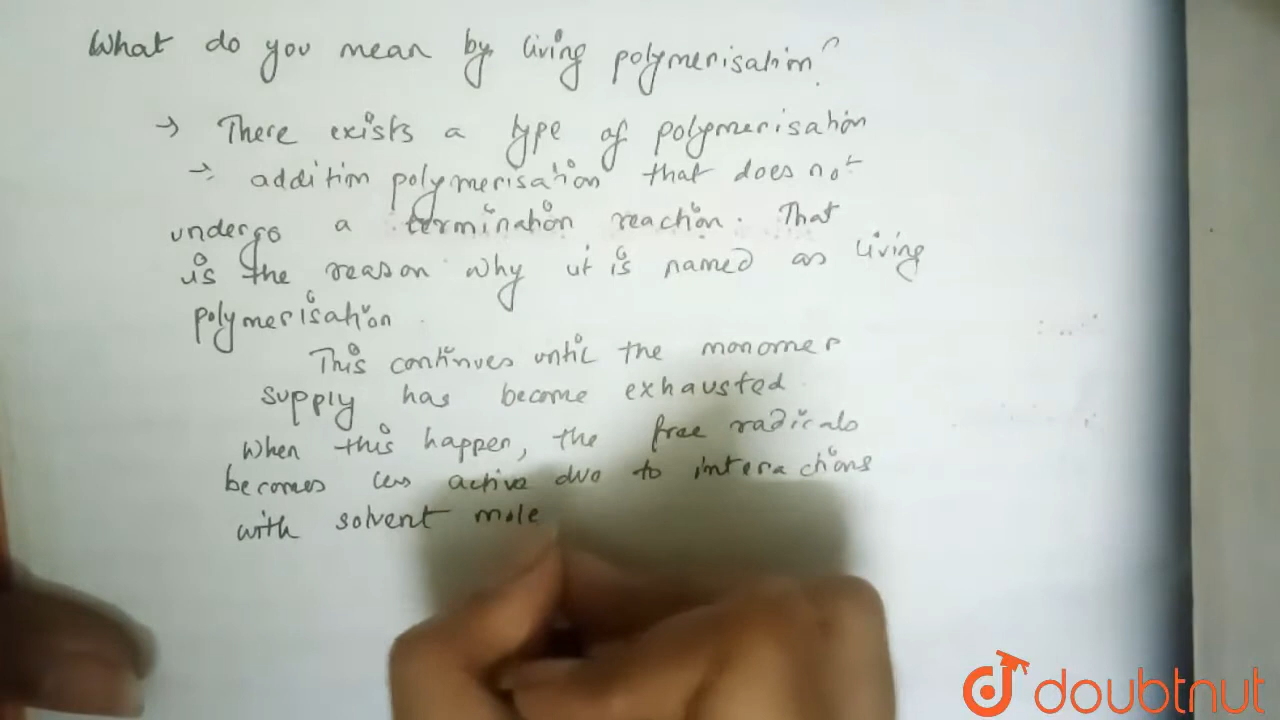 What do you mean by living polymerisation?
→ There exists a type of polymerisation
→ addition polymerisation that does not
undergo a termination reaction. That
is the reason why it is named as living
polymerisation.
This continues until the monomer
supply has become exhausted.
When this happen, the free radicals
becomes less active due to interactions
with solvent mole
doubtnut